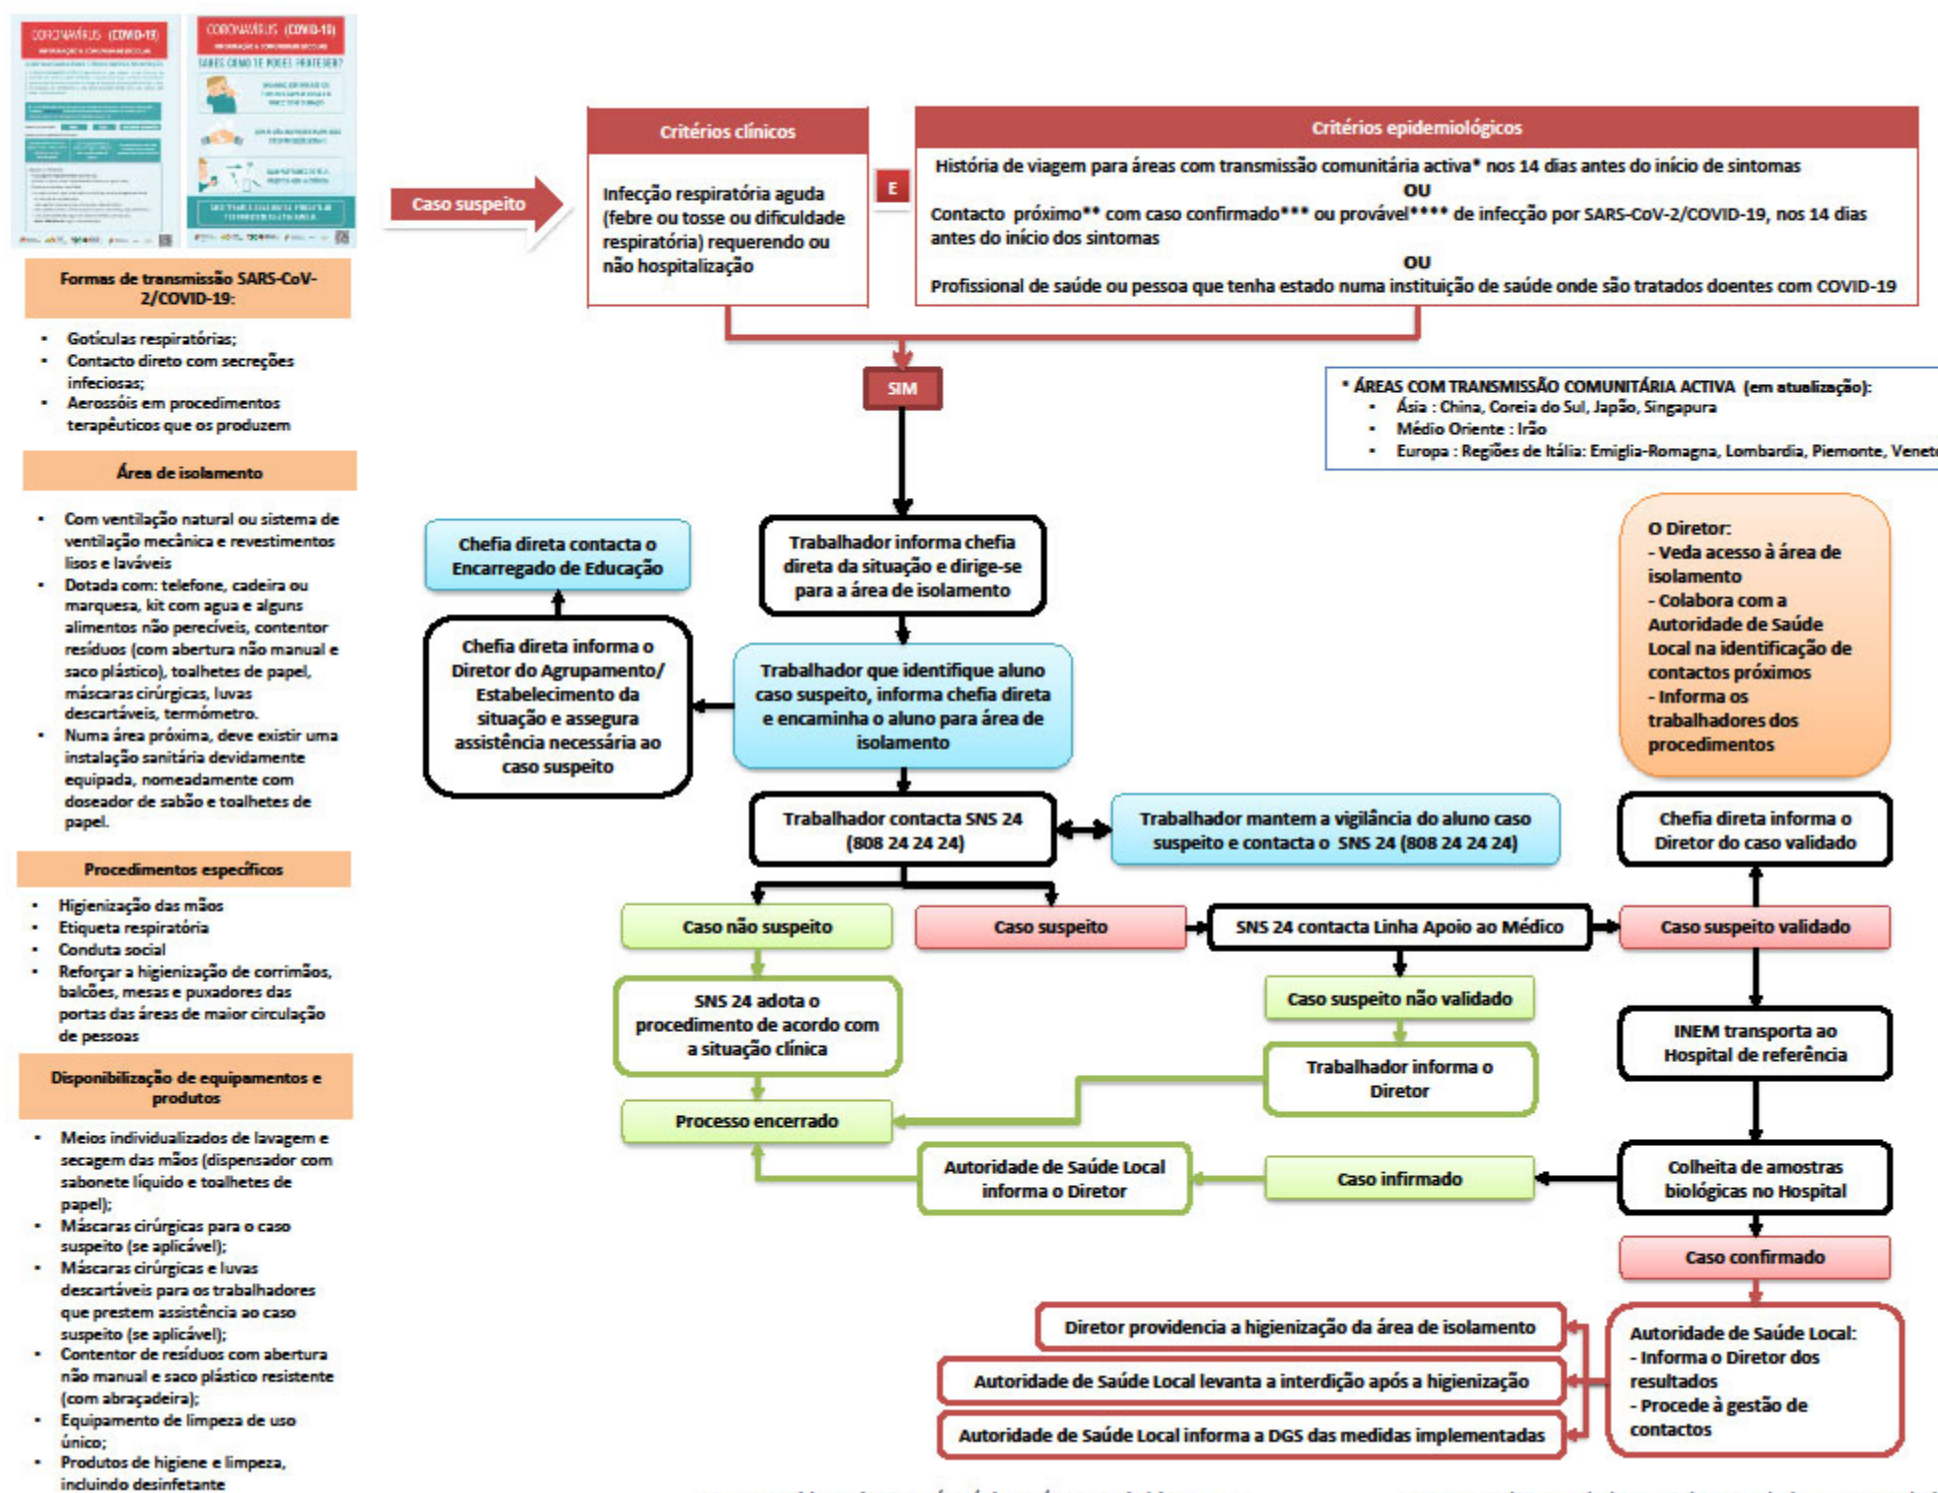 CORONAVÍRUS (COVID-19)
CORONAVÍRUS (COVID-19)
SABES COMO TE PODES PROTEGER?
Formas de transmissão SARS-CoV-
2/COVID-19:
▪ Gotículas respiratórias;
▪ Contacto direto com secreções
infeciosas;
▪ Aerossóis em procedimentos
terapêuticos que os produzem
Área de isolamento
▪ Com ventilação natural ou sistema de
ventilação mecânica e revestimentos
lisos e laváveis
▪ Dotada com: telefone, cadeira ou
marquesa, kit com agua e alguns
alimentos não perecíveis, contentor
resíduos (com abertura não manual e
saco plástico), toalhetes de papel,
máscaras cirúrgicas, luvas
descartáveis, termómetro.
▪ Numa área próxima, deve existir uma
instalação sanitária devidamente
equipada, nomeadamente com
doseador de sabão e toalhetes de
papel.
Procedimentos específicos
▪ Higienização das mãos
▪ Etiqueta respiratória
▪ Conduta social
▪ Reforçar a higienização de corrimãos,
balcões, mesas e puxadores das
portas das áreas de maior circulação
de pessoas
Disponibilização de equipamentos e
produtos
▪ Meios individualizados de lavagem e
secagem das mãos (dispensador com
sabonete líquido e toalhetes de
papel);
▪ Máscaras cirúrgicas para o caso
suspeito (se aplicável);
▪ Máscaras cirúrgicas e luvas
descartáveis para os trabalhadores
que prestem assistência ao caso
suspeito (se aplicável);
▪ Contentor de resíduos com abertura
não manual e saco plástico resistente
(com abraçadeira);
▪ Equipamento de limpeza de uso
único;
▪ Produtos de higiene e limpeza,
incluindo desinfetante
Caso suspeito
Critérios clínicos
Infecção respiratória aguda
(febre ou tosse ou dificuldade
respiratória) requerendo ou
não hospitalização
E
Critérios epidemiológicos
História de viagem para áreas com transmissão comunitária activa* nos 14 dias antes do início de sintomas
OU
Contacto próximo** com caso confirmado*** ou provável**** de infecção por SARS-CoV-2/COVID-19, nos 14 dias
antes do início dos sintomas
OU
Profissional de saúde ou pessoa que tenha estado numa instituição de saúde onde são tratados doentes com COVID-19
SIM
* ÁREAS COM TRANSMISSÃO COMUNITÁRIA ACTIVA (em atualização):
▪ Ásia : China, Coreia do Sul, Japão, Singapura
▪ Médio Oriente : Irão
▪ Europa : Regiões de Itália: Emiglia-Romagna, Lombardia, Piemonte, Veneto
Chefia direta contacta o
Encarregado de Educação
Trabalhador informa chefia
direta da situação e dirige-se
para a área de isolamento
O Diretor:
- Veda acesso à área de
isolamento
- Colabora com a
Autoridade de Saúde
Local na identificação de
contactos próximos
- Informa os
trabalhadores dos
procedimentos
Chefia direta informa o
Diretor do Agrupamento/
Estabelecimento da
situação e assegura
assistência necessária ao
caso suspeito
Trabalhador que identifique aluno
caso suspeito, informa chefia direta
e encaminha o aluno para área de
isolamento
Trabalhador contacta SNS 24
(808 24 24 24)
Trabalhador mantem a vigilância do aluno caso
suspeito e contacta o SNS 24 (808 24 24 24)
Chefia direta informa o
Diretor do caso validado
Caso não suspeito
Caso suspeito
SNS 24 contacta Linha Apoio ao Médico
Caso suspeito validado
SNS 24 adota o
procedimento de acordo com
a situação clínica
Caso suspeito não validado
INEM transporta ao
Hospital de referência
Trabalhador informa o
Diretor
Processo encerrado
Autoridade de Saúde Local
informa o Diretor
Caso infirmado
Colheita de amostras
biológicas no Hospital
Caso confirmado
Diretor providencia a higienização da área de isolamento
Autoridade de Saúde Local levanta a interdição após a higienização
Autoridade de Saúde Local informa a DGS das medidas implementadas
Autoridade de Saúde Local:
- Informa o Diretor dos
resultados
- Procede à gestão de
contactos